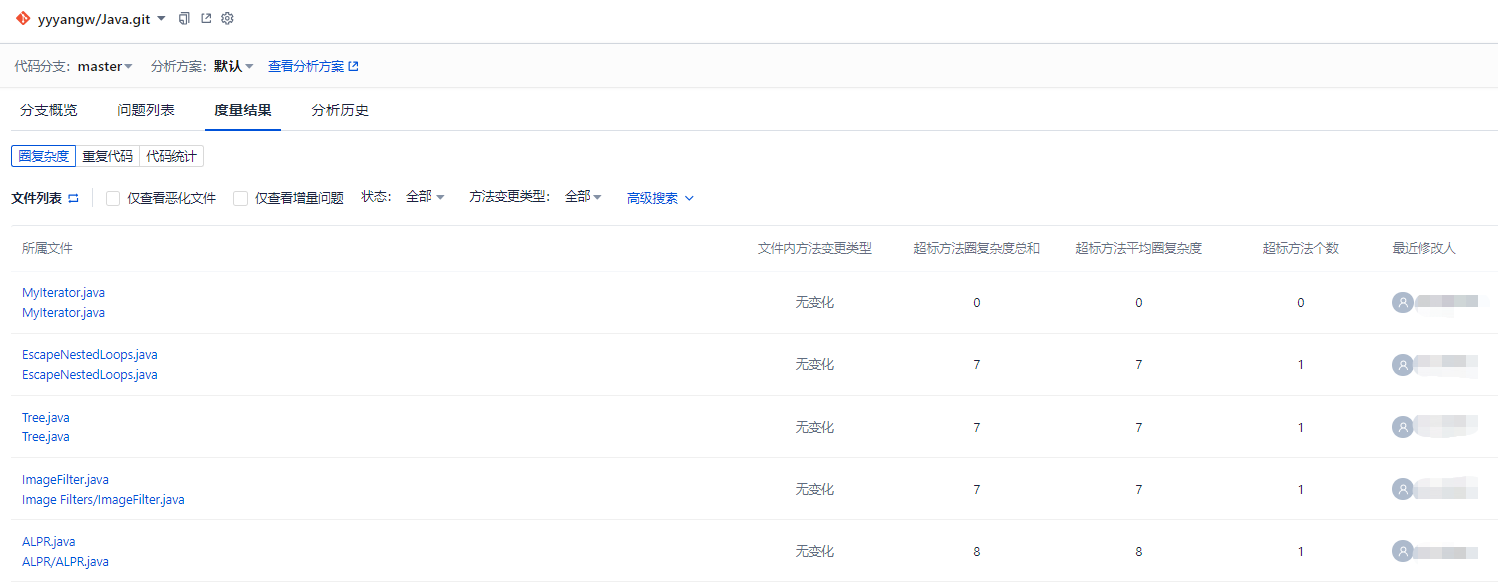 yyyangw/Java.git
代码分支: master 分析方案: 默认 查看分析方案
分支概览 问题列表 度量结果 分析历史
圈复杂度 重复代码 代码统计
文件列表 仅查看恶化文件 仅查看增量问题 状态: 全部 方法变更类型: 全部 高级搜索
所属文件 文件内方法变更类型 超标方法圈复杂度总和 超标方法平均圈复杂度 超标方法个数 最近修改人
MyIterator.java
MyIterator.java
无变化 0 0 0
EscapeNestedLoops.java
EscapeNestedLoops.java
无变化 7 7 1
Tree.java
Tree.java
无变化 7 7 1
ImageFilter.java
Image Filters/ImageFilter.java
无变化 7 7 1
ALPR.java
ALPR/ALPR.java
无变化 8 8 1